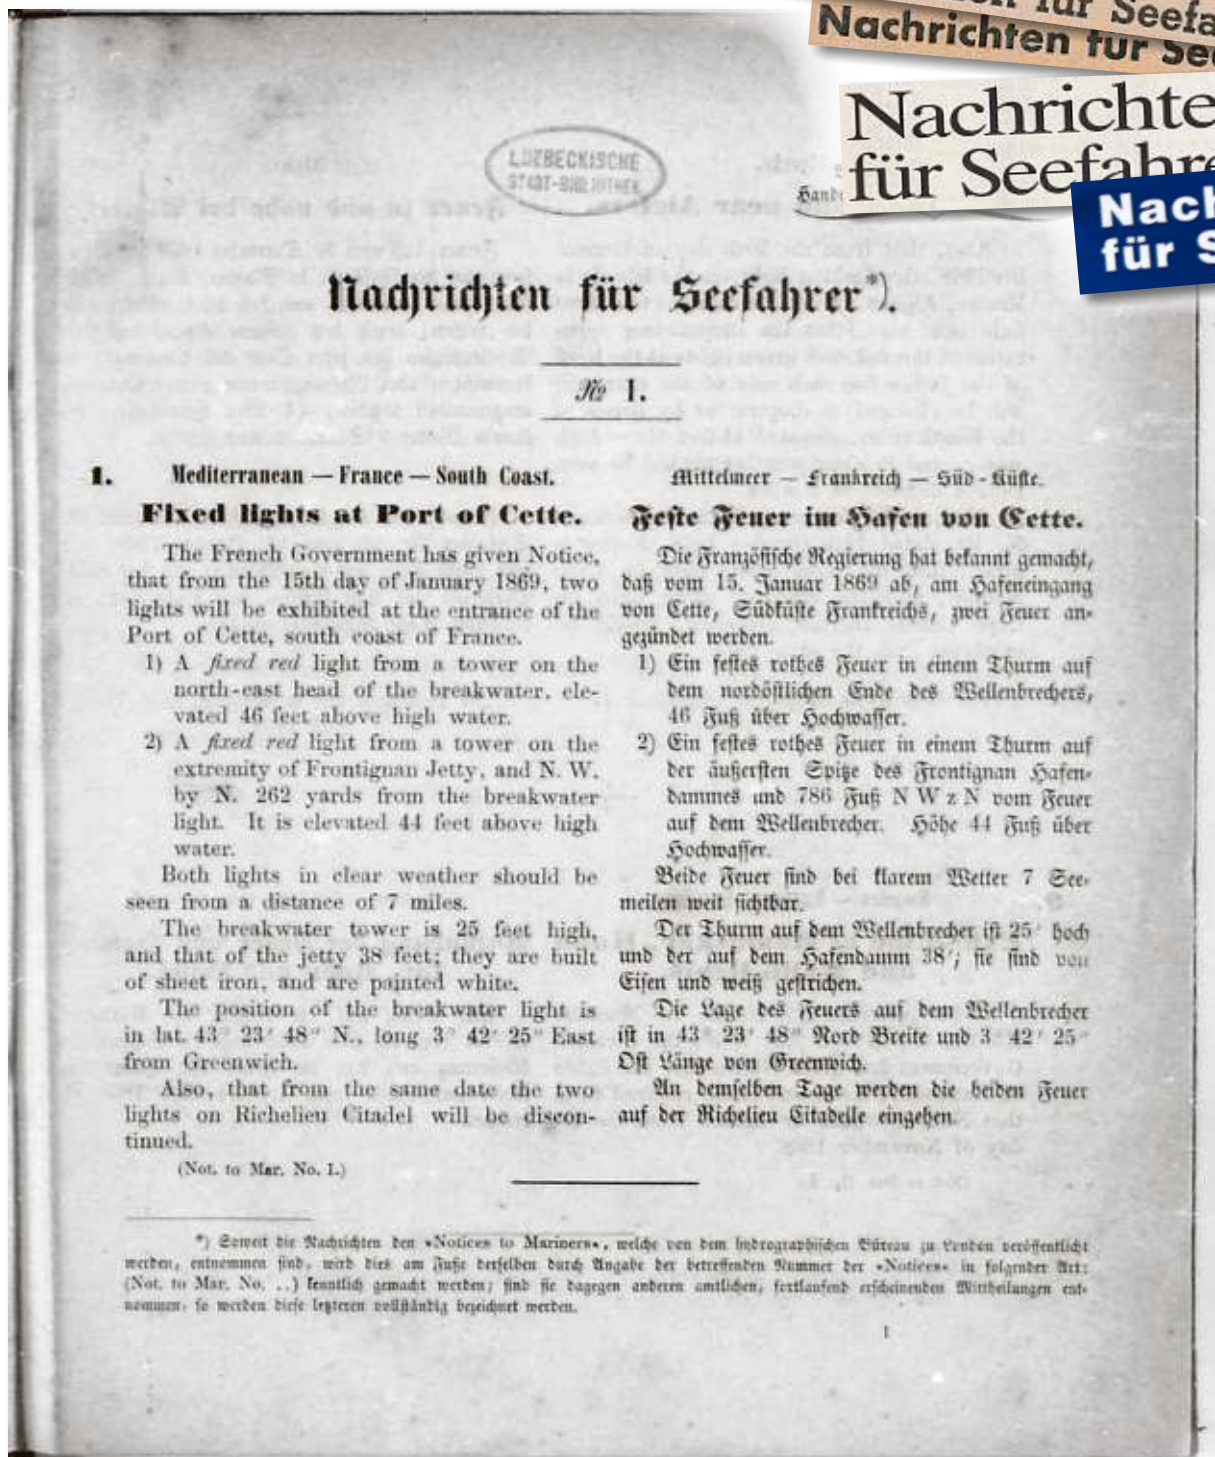 für Seefa
Nachrichten für See
Nachrichte
für Seefahre
Nach
für S
LUEBECKISCHE
STADT-BIBLIOTHEK
Hande
Nachrichten für Seefahrer*).
№ 1.
1. Mediterranean — France — South Coast.
Fixed lights at Port of Cette.
The French Government has given Notice,
that from the 15th day of January 1869, two
lights will be exhibited at the entrance of the
Port of Cette, south coast of France.
1) A fixed red light from a tower on the
north-east head of the breakwater, ele-
vated 46 feet above high water.
2) A fixed red light from a tower on the
extremity of Frontignan Jetty, and N. W.
by N. 262 yards from the breakwater
light. It is elevated 44 feet above high
water.
Both lights in clear weather should be
seen from a distance of 7 miles.
The breakwater tower is 25 feet high,
and that of the jetty 38 feet; they are built
of sheet iron, and are painted white.
The position of the breakwater light is
in lat. 43° 23' 48" N., long 3° 42' 25" East
from Greenwich.
Also, that from the same date the two
lights on Richelieu Citadel will be discon-
tinued.
(Not. to Mar. No. 1.)
Mittelmeer — Frankreich — Süd-Küste.
Feste Feuer im Hafen von Cette.
Die Französische Regierung hat bekannt gemacht,
daß vom 15. Januar 1869 ab, am Hafeneingang
von Cette, Südküste Frankreichs, zwei Feuer an-
gezündet werden.
1) Ein festes rothes Feuer in einem Thurm auf
dem nordöstlichen Ende des Wellenbrechers,
46 Fuß über Hochwasser.
2) Ein festes rothes Feuer in einem Thurm auf
der äußersten Spitze des Frontignan Hafen-
dammes und 786 Fuß N W z N vom Feuer
auf dem Wellenbrecher. Höhe 44 Fuß über
Hochwasser.
Beide Feuer sind bei klarem Wetter 7 See-
meilen weit sichtbar.
Der Thurm auf dem Wellenbrecher ist 25' hoch
und der auf dem Hafendamm 38'; sie sind von
Eisen und weiß gestrichen.
Die Lage des Feuers auf dem Wellenbrecher
ist in 43° 23' 48" Nord Breite und 3° 42' 25"
Ost Länge von Greenwich.
An demselben Tage werden die beiden Feuer
auf der Richelieu Citadelle eingehen.
*) Soweit die Nachrichten den »Notices to Mariners«, welche von dem hydrographischen Büreau zu London veröffentlicht
werden, entnommen sind, wird dies am Fuße derselben durch Angabe der betreffenden Nummer der »Notices« in folgender Art:
(Not. to Mar. No. ..) kenntlich gemacht werden; sind sie dagegen anderen amtlichen, fortlaufend erscheinenden Mittheilungen ent-
nommen, so werden diese letzteren vollständig bezeichnet werden.
1